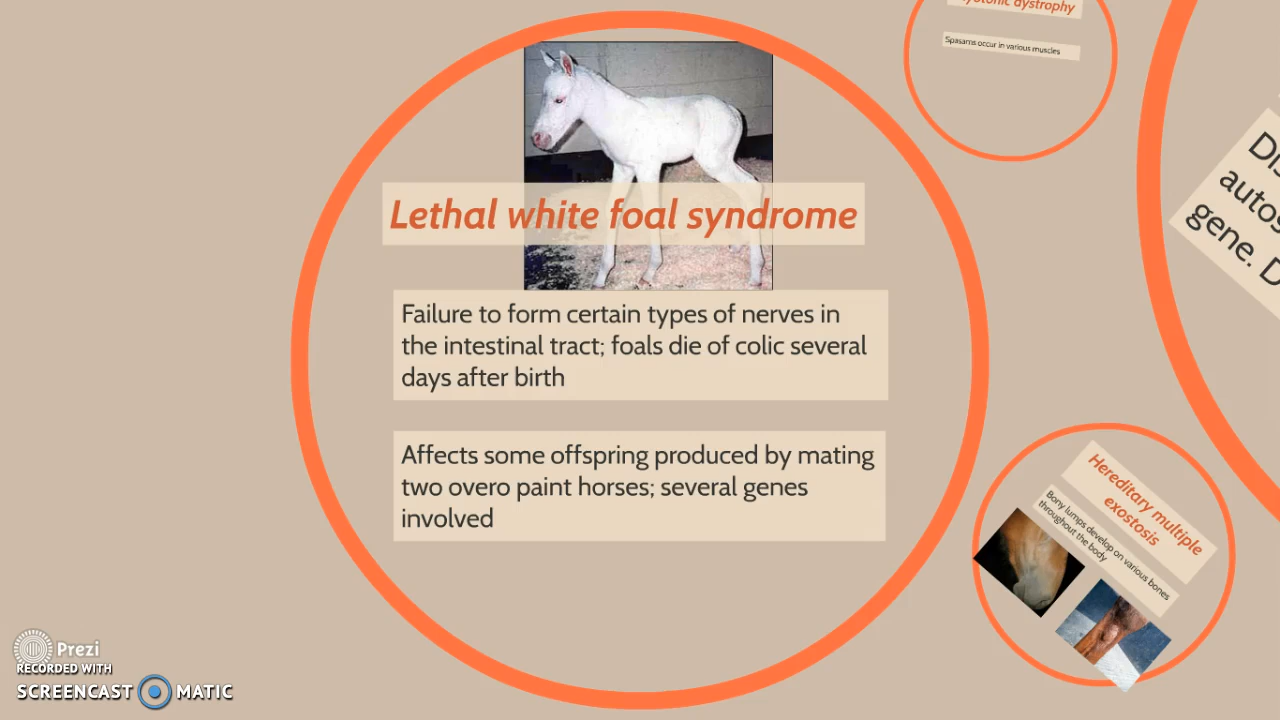 Lethal white foal syndrome
Failure to form certain types of nerves in
the intestinal tract; foals die of colic several
days after birth
Affects some offspring produced by mating
two overo paint horses; several genes
involved
dystrophy
Spasams occur in various muscles
gene. D
Hereditary multiple
exostosis
Bony lumps develop on various bones
throughout the body
Prezi
RECORDED WITH
SCREENCAST MATIC